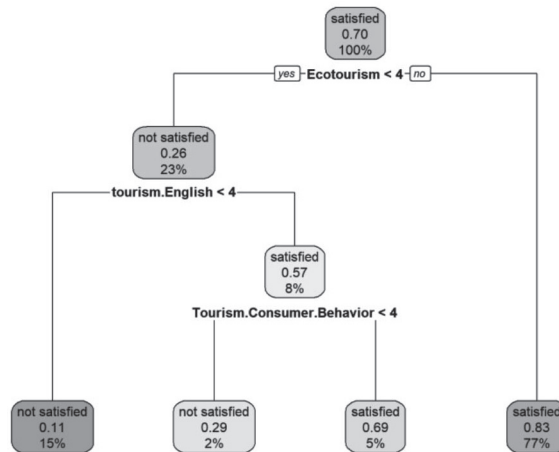 satisfied
0.70
100%
yes Ecotourism < 4 no
not satisfied
0.26
23%
tourism.English < 4
satisfied
0.57
8%
Tourism.Consumer.Behavior < 4
not satisfied
0.11
15%
not satisfied
0.29
2%
satisfied
0.69
5%
satisfied
0.83
77%